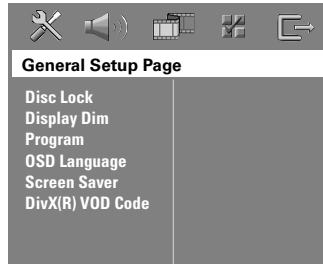 General Setup Page
Disc Lock
Display Dim
Program
OSD Language
Screen Saver
DivX(R) VOD Code